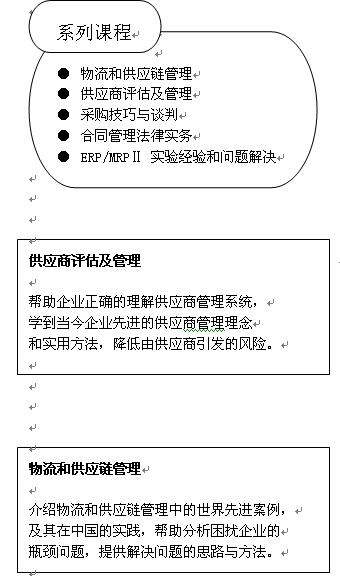 系列课程
● 物流和供应链管理
● 供应商评估及管理
● 采购技巧与谈判
● 合同管理法律实务
● ERP/MRPⅡ 实验经验和问题解决
供应商评估及管理
帮助企业正确的理解供应商管理系统，
学到当今企业先进的供应商管理理念
和实用方法，降低由供应商引发的风险。
物流和供应链管理
介绍物流和供应链管理中的世界先进案例，
及其在中国的实践，帮助分析困扰企业的
瓶颈问题，提供解决问题的思路与方法。